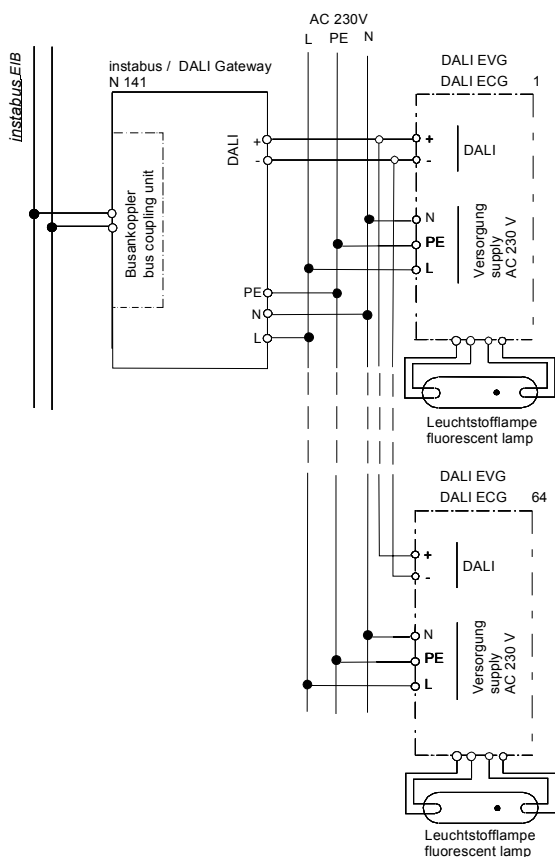 AC 230V
L PE N
instabus EIB
instabus / DALI Gateway
N 141
Busankoppler
bus coupling unit
DALI
+
-
PE
N
L
DALI EVG
DALI ECG 1
+
-
DALI
N
PE
L
Versorgung
supply
AC 230 V
Leuchtstofflampe
fluorescent lamp
DALI EVG
DALI ECG 64
+
-
DALI
N
PE
L
Versorgung
supply
AC 230 V
Leuchtstofflampe
fluorescent lamp